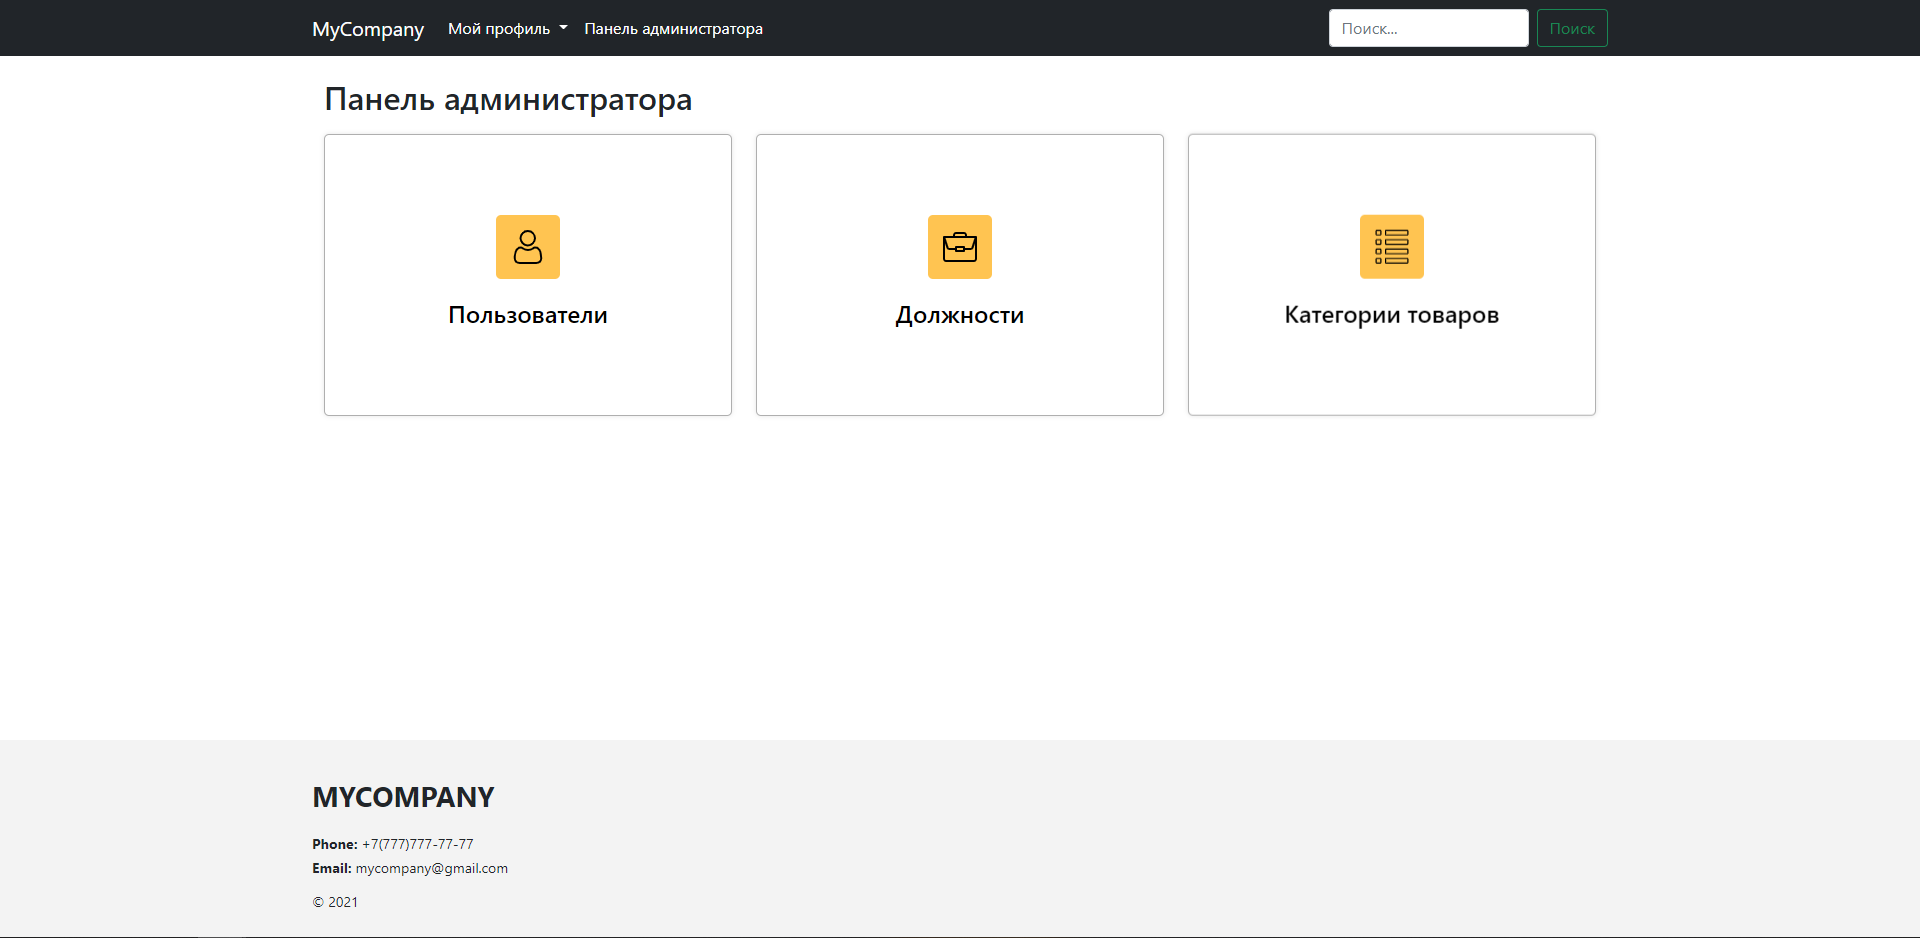 MyCompany Мой профиль Панель администратора Поиск... Поиск
Панель администратора
Пользователи Должности Категории товаров
MYCOMPANY
Phone: +7(777)777-77-77
Email: mycompany@gmail.com
© 2021